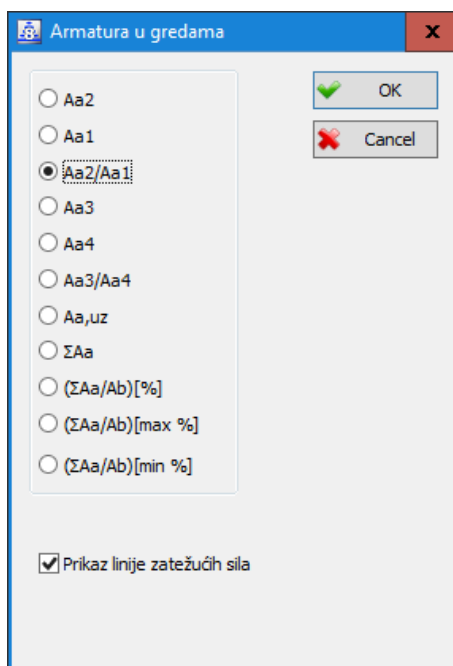 Armatura u gredama
Aa2
Aa1
Aa2/Aa1
Aa3
Aa4
Aa3/Aa4
Aa,uz
ΣAa
(ΣAa/Ab)[%]
(ΣAa/Ab)[max %]
(ΣAa/Ab)[min %]
OK
Cancel
Prikaz linije zatežućih sila